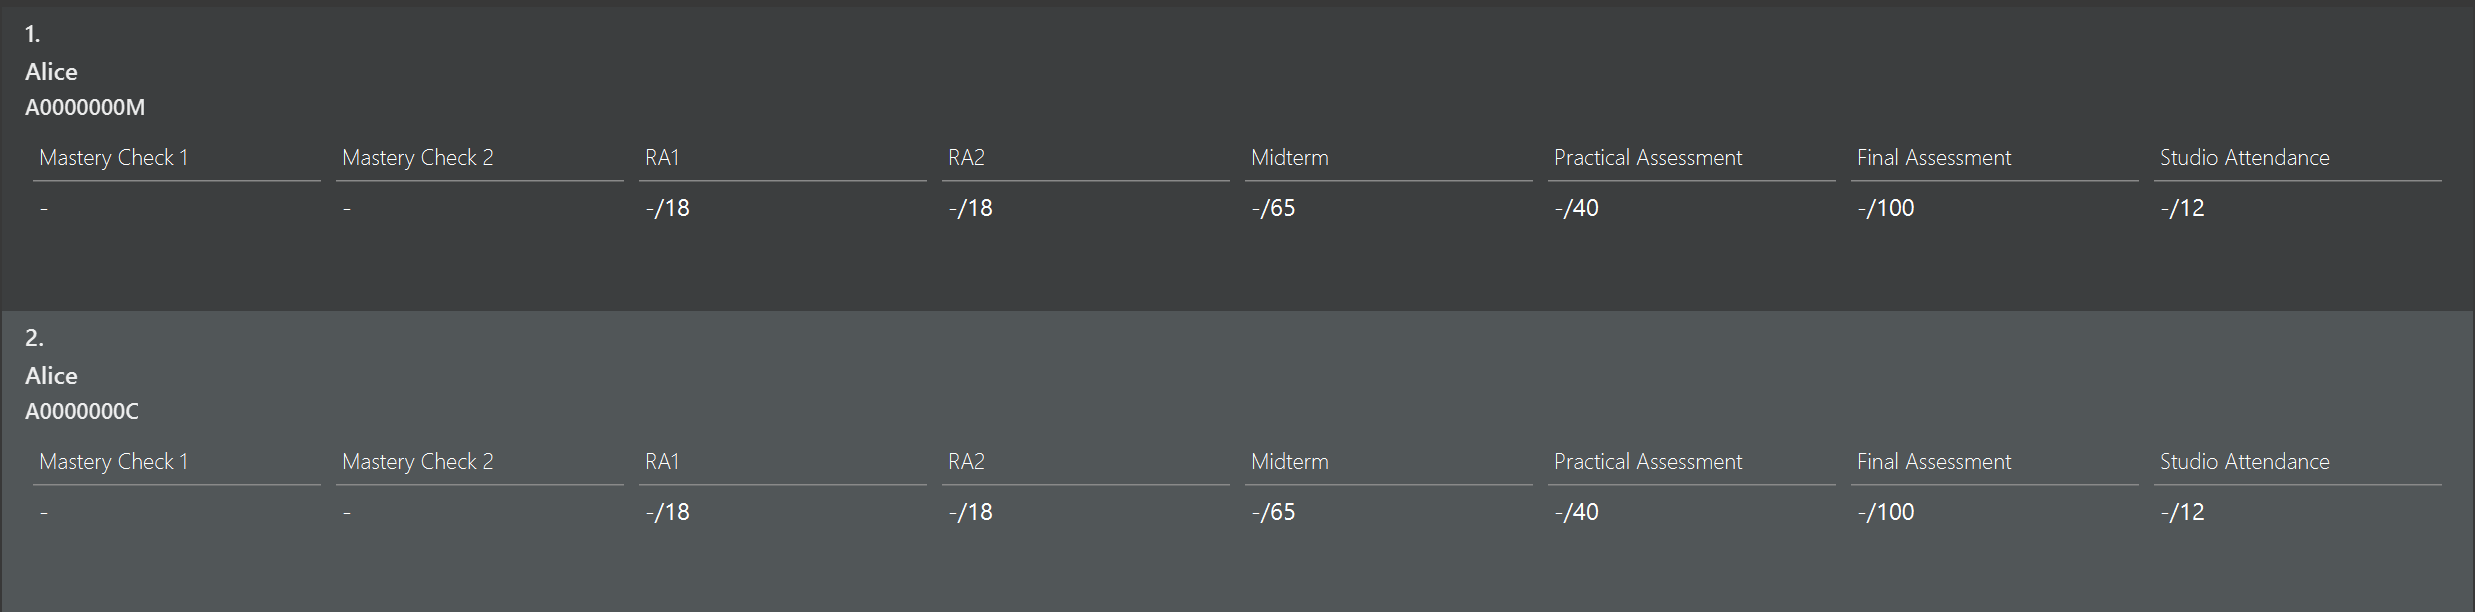 1.
Alice
A0000000M
Mastery Check 1 Mastery Check 2 RA1 RA2 Midterm Practical Assessment Final Assessment Studio Attendance
- - -/18 -/18 -/65 -/40 -/100 -/12
2.
Alice
A0000000C
Mastery Check 1 Mastery Check 2 RA1 RA2 Midterm Practical Assessment Final Assessment Studio Attendance
- - -/18 -/18 -/65 -/40 -/100 -/12